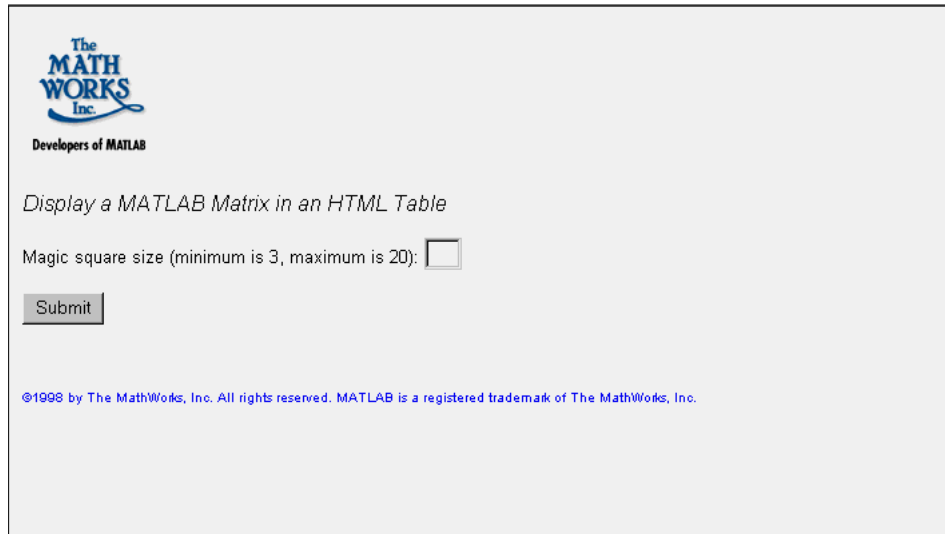 The
MATH
WORKS
Inc.
Developers of MATLAB
Display a MATLAB Matrix in an HTML Table
Magic square size (minimum is 3, maximum is 20):
Submit
©1998 by The MathWorks, Inc. All rights reserved. MATLAB is a registered trademark of The MathWorks, Inc.